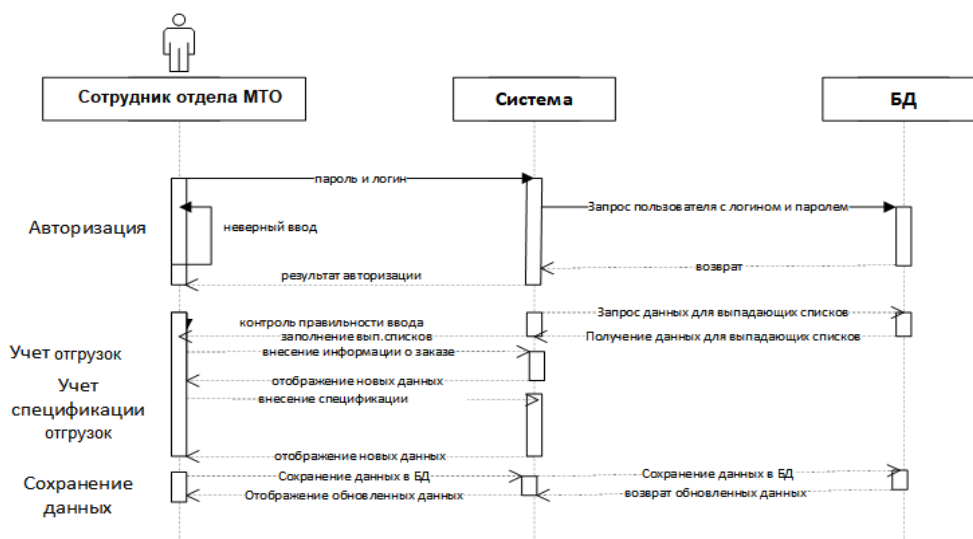 Сотрудник отдела МТО
Система
БД
пароль и логин
Запрос пользователя с логином и паролем
Авторизация
неверный ввод
возврат
результат авторизации
Запрос данных для выпадающих списков
контроль правильности ввода
заполнение вып.списков
Получение данных для выпадающих списков
Учет отгрузок
внесение информации о заказе
отображение новых данных
Учет
спецификации
отгрузок
внесение спецификации
отображение новых данных
Сохранение
данных
Сохранение данных в БД
Сохранение данных в БД
Отображение обновленных данных
возврат обновленных данных